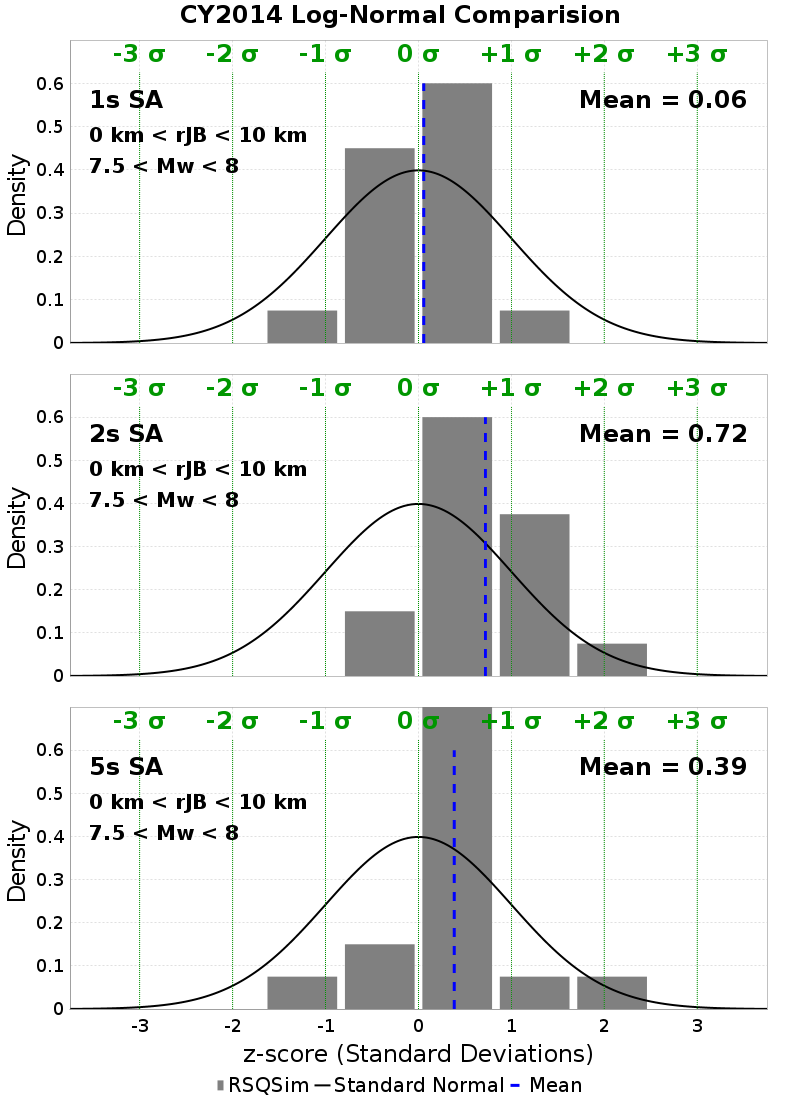 CY2014 Log-Normal Comparision
-3 σ -2 σ -1 σ 0 σ +1 σ +2 σ +3 σ
1s SA
Mean = 0.06
0 km < rJB < 10 km
7.5 < Mw < 8
0.6
0.5
0.4
0.3
0.2
0.1
0
Density
-3 σ -2 σ -1 σ 0 σ +1 σ +2 σ +3 σ
2s SA
Mean = 0.72
0 km < rJB < 10 km
7.5 < Mw < 8
0.6
0.5
0.4
0.3
0.2
0.1
0
Density
-3 σ -2 σ -1 σ 0 σ +1 σ +2 σ +3 σ
5s SA
Mean = 0.39
0 km < rJB < 10 km
7.5 < Mw < 8
0.6
0.5
0.4
0.3
0.2
0.1
0
Density
-3 -2 -1 0 1 2 3
z-score (Standard Deviations)
RSQSim Standard Normal Mean